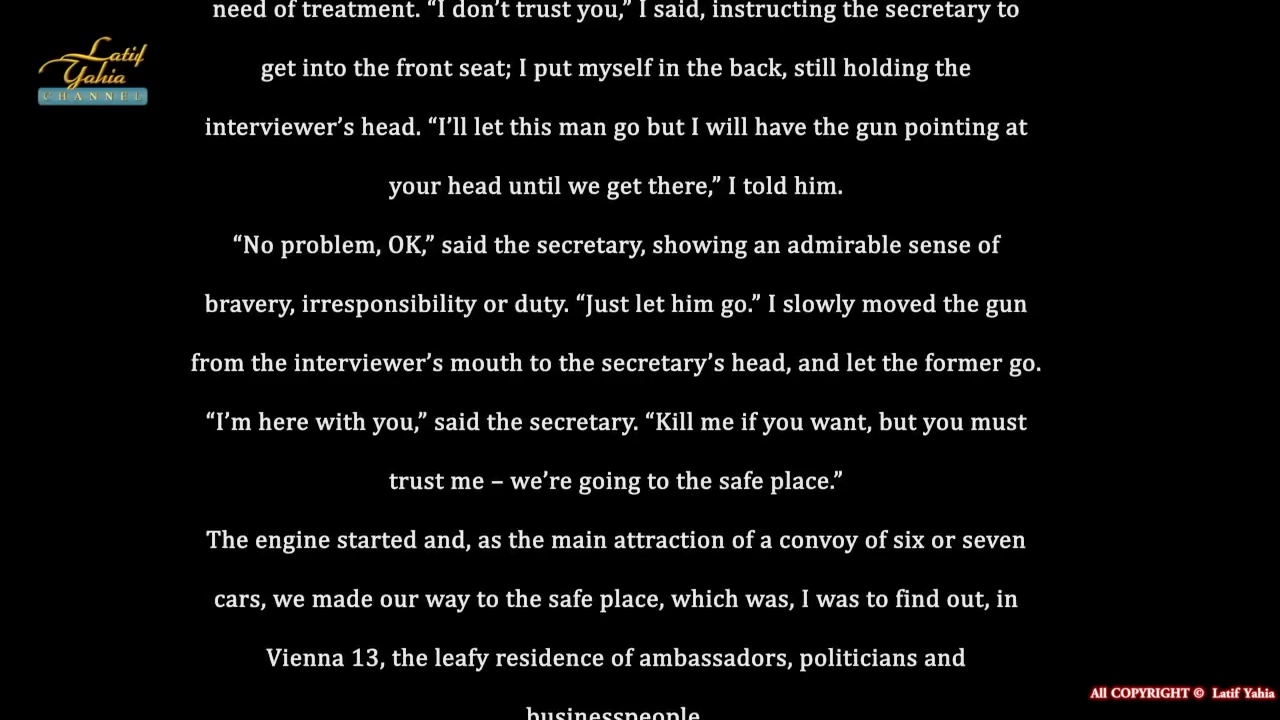 need of treatment. “I don’t trust you,” I said, instructing the secretary to
Latif
Yahia
CHANNEL
get into the front seat; I put myself in the back, still holding the
interviewer’s head. “I’ll let this man go but I will have the gun pointing at
your head until we get there,” I told him.
“No problem, OK,” said the secretary, showing an admirable sense of
bravery, irresponsibility or duty. “Just let him go.” I slowly moved the gun
from the interviewer’s mouth to the secretary’s head, and let the former go.
“I’m here with you,” said the secretary. “Kill me if you want, but you must
trust me – we’re going to the safe place.”
The engine started and, as the main attraction of a convoy of six or seven
cars, we made our way to the safe place, which was, I was to find out, in
Vienna 13, the leafy residence of ambassadors, politicians and
businesspeople
All COPYRIGHT © Latif Yahia